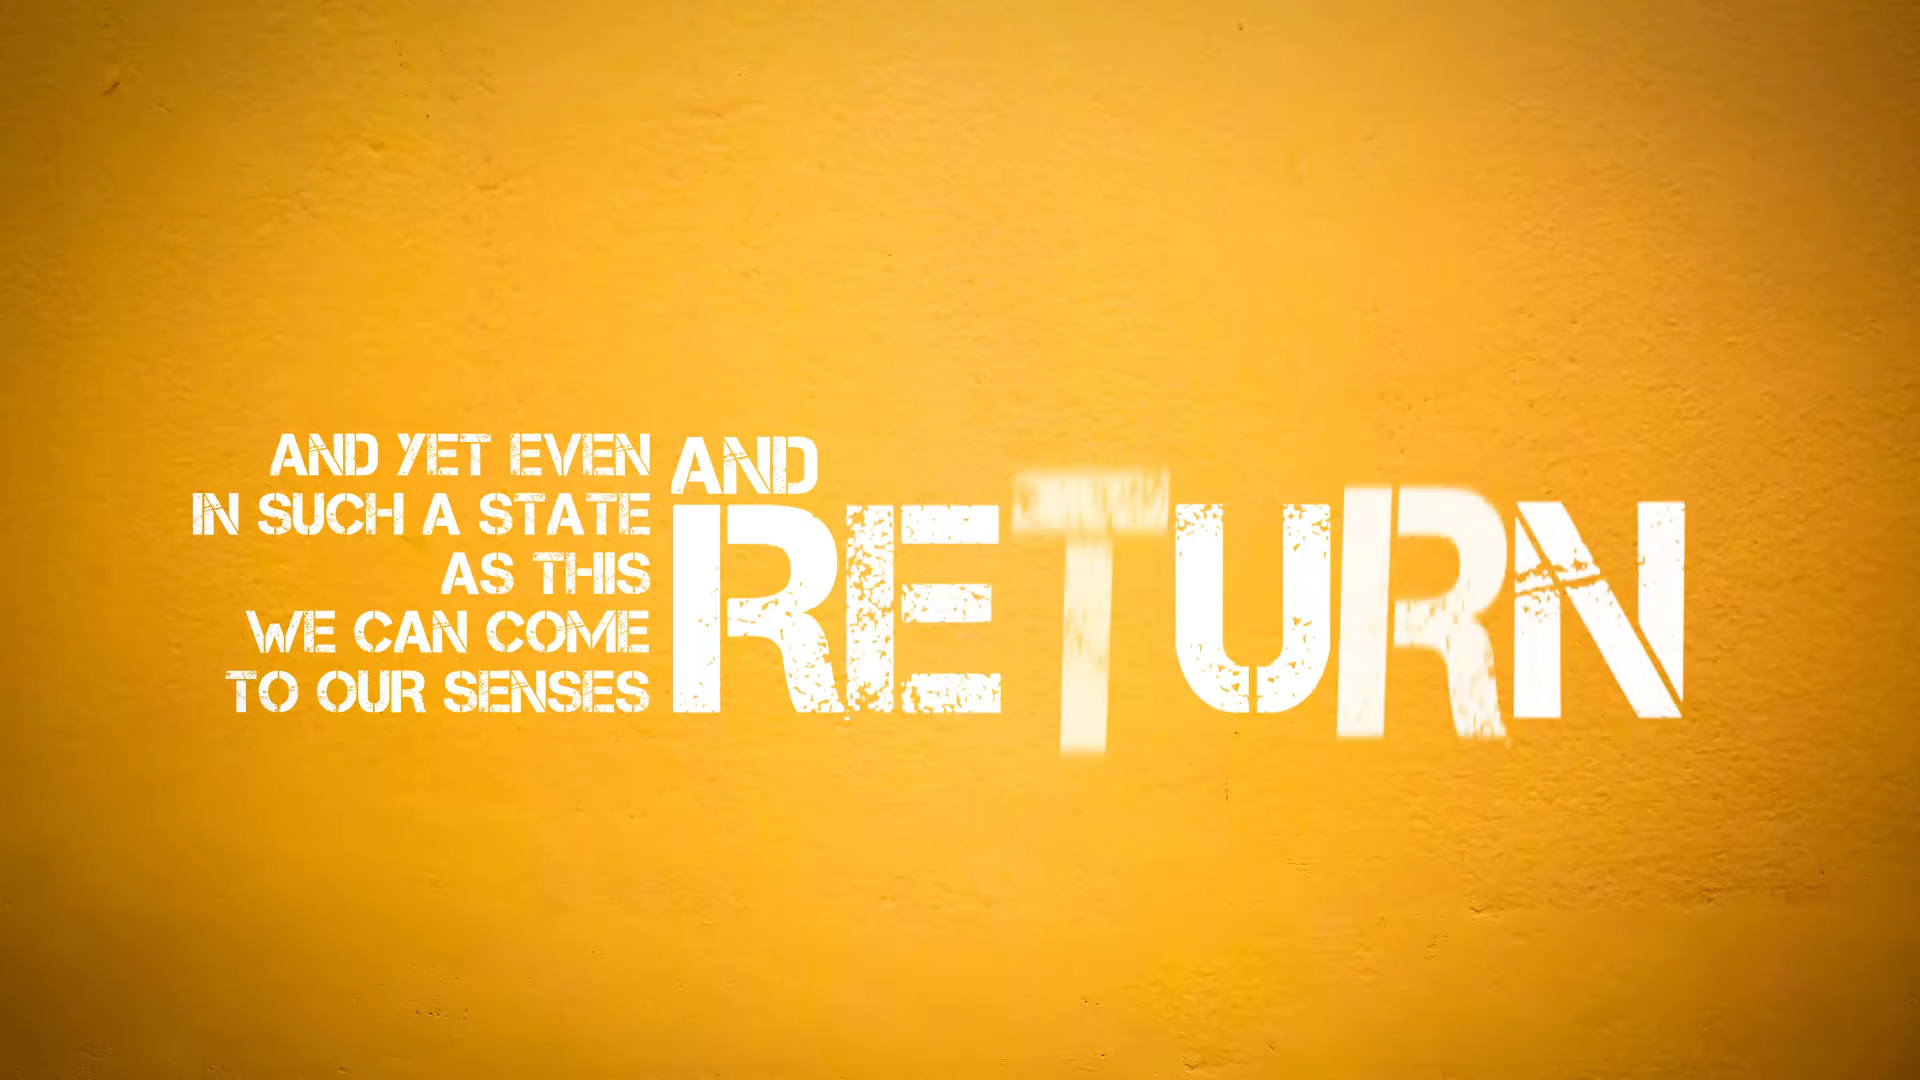 AND YET EVEN
IN SUCH A STATE
AS THIS
WE CAN COME
TO OUR SENSES
AND
RETURN